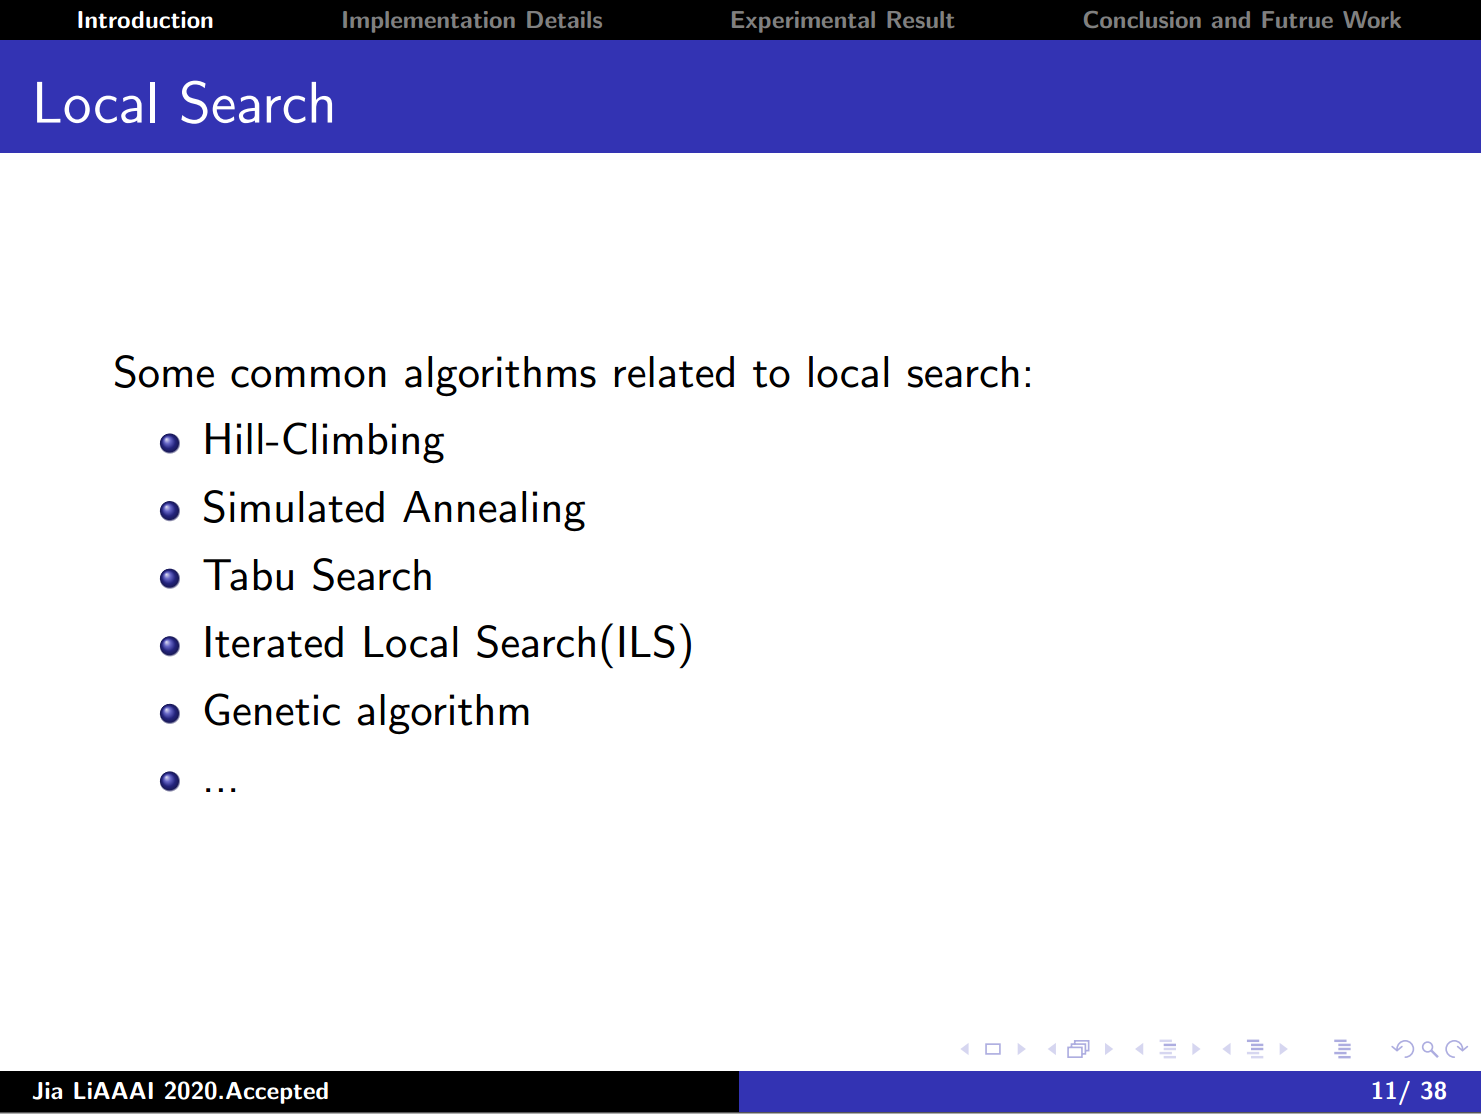 Introduction Implementation Details Experimental Result Conclusion and Futrue Work
Local Search
Some common algorithms related to local search:
Hill-Climbing
Simulated Annealing
Tabu Search
Iterated Local Search(ILS)
Genetic algorithm
...
Jia LiAAAI 2020.Accepted 11/ 38